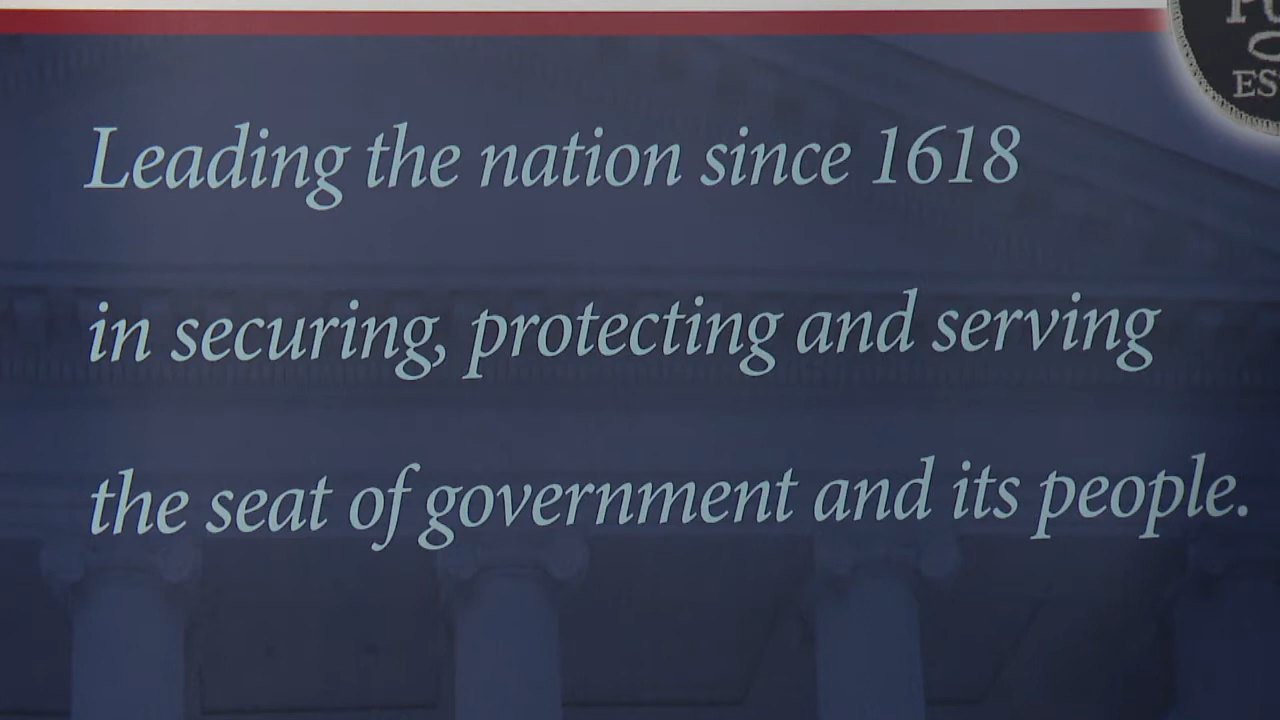 Leading the nation since 1618
in securing, protecting and serving
the seat of government and its people.